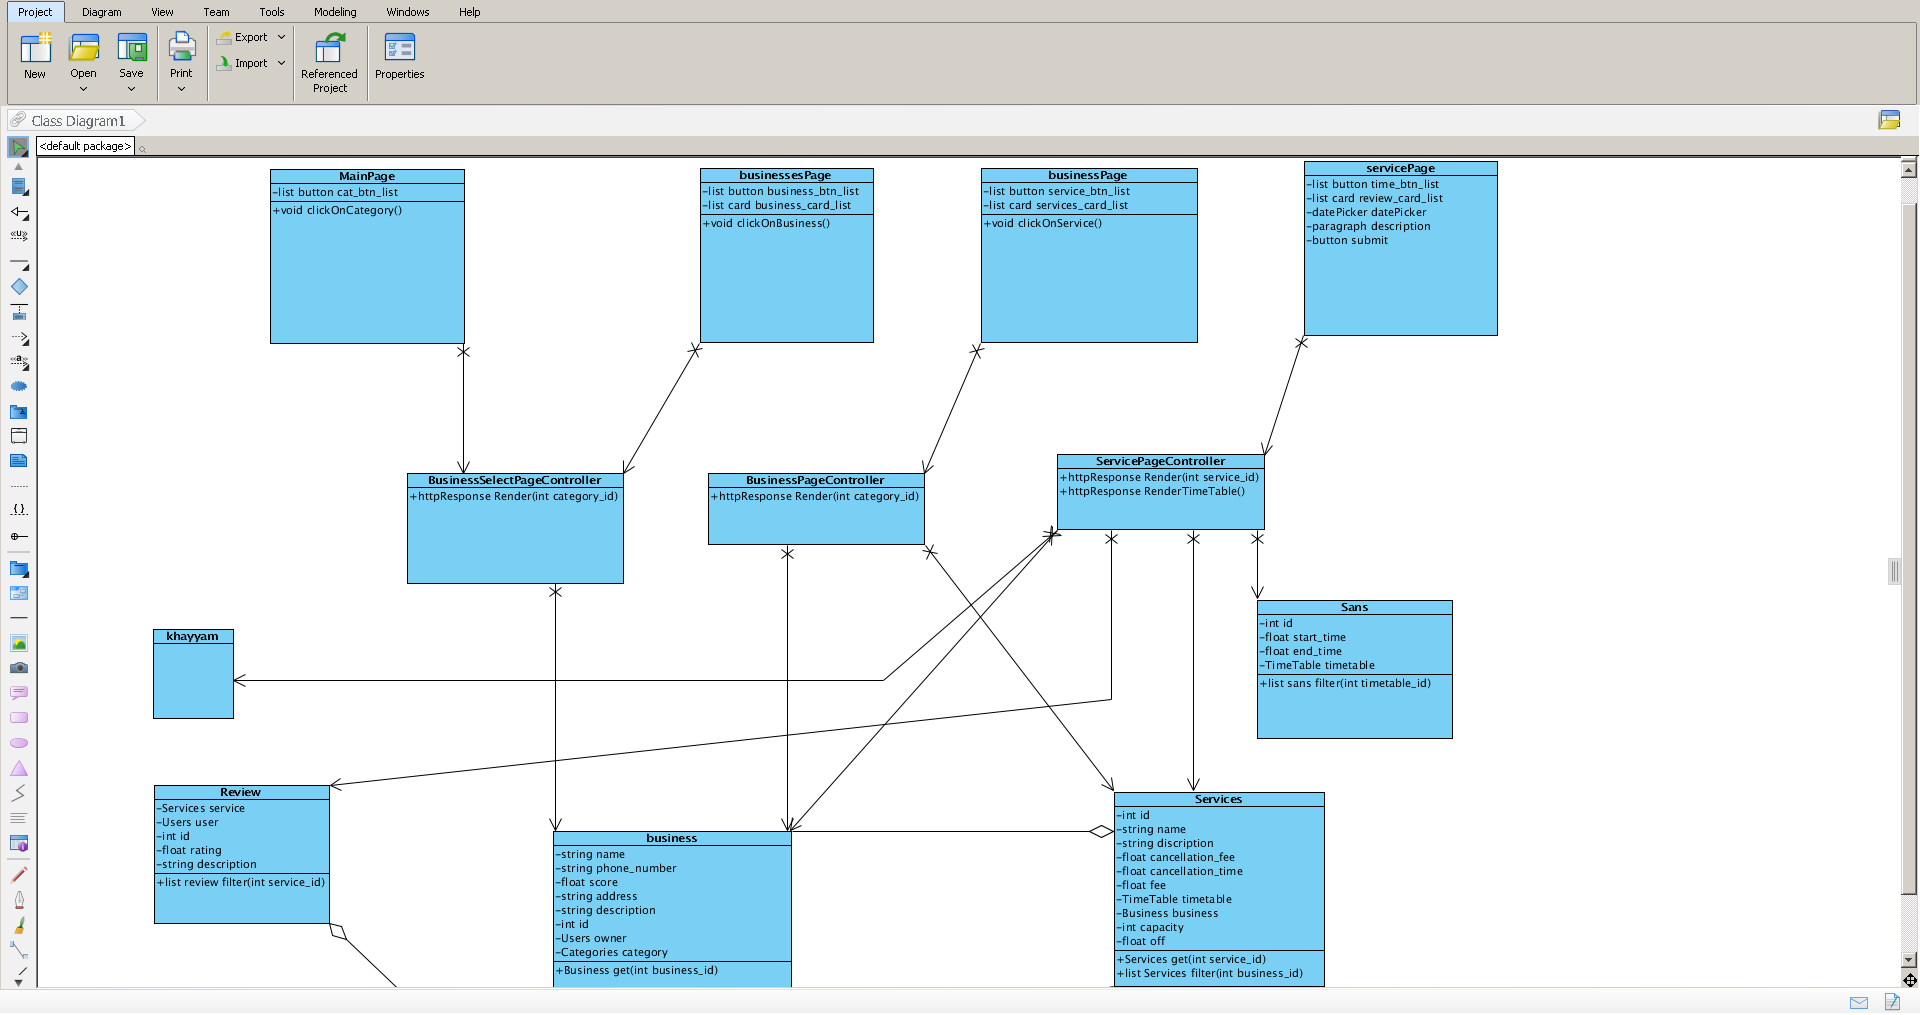 Project Diagram View Team Tools Modeling Windows Help
New Open Save Print Export Import Referenced Project Properties
Class Diagram1
<default package>
MainPage
-list button cat_btn_list
+void clickOnCategory()
businessesPage
-list button business_btn_list
-list card business_card_list
+void clickOnBusiness()
businessPage
-list button service_btn_list
-list card services_card_list
+void clickOnService()
servicePage
-list button time_btn_list
-list card review_card_list
-datePicker datePicker
-paragraph description
-button submit
BusinessSelectPageController
+httpResponse Render(int category_id)
BusinessPageController
+httpResponse Render(int category_id)
ServicePageController
+httpResponse Render(int service_id)
+httpResponse RenderTimeTable()
khayyam
Sans
-int id
-float start_time
-float end_time
-TimeTable timetable
+list sans filter(int timetable_id)
Review
-Services service
-Users user
-int id
-float rating
-string description
+list review filter(int service_id)
business
-string name
-string phone_number
-float score
-string address
-string description
-int id
-Users owner
-Categories category
+Business get(int business_id)
Services
-int id
-string name
-string discription
-float cancellation_fee
-float cancellation_time
-float fee
-TimeTable timetable
-Business business
-int capacity
-float off
+Services get(int service_id)
+list Services filter(int business_id)